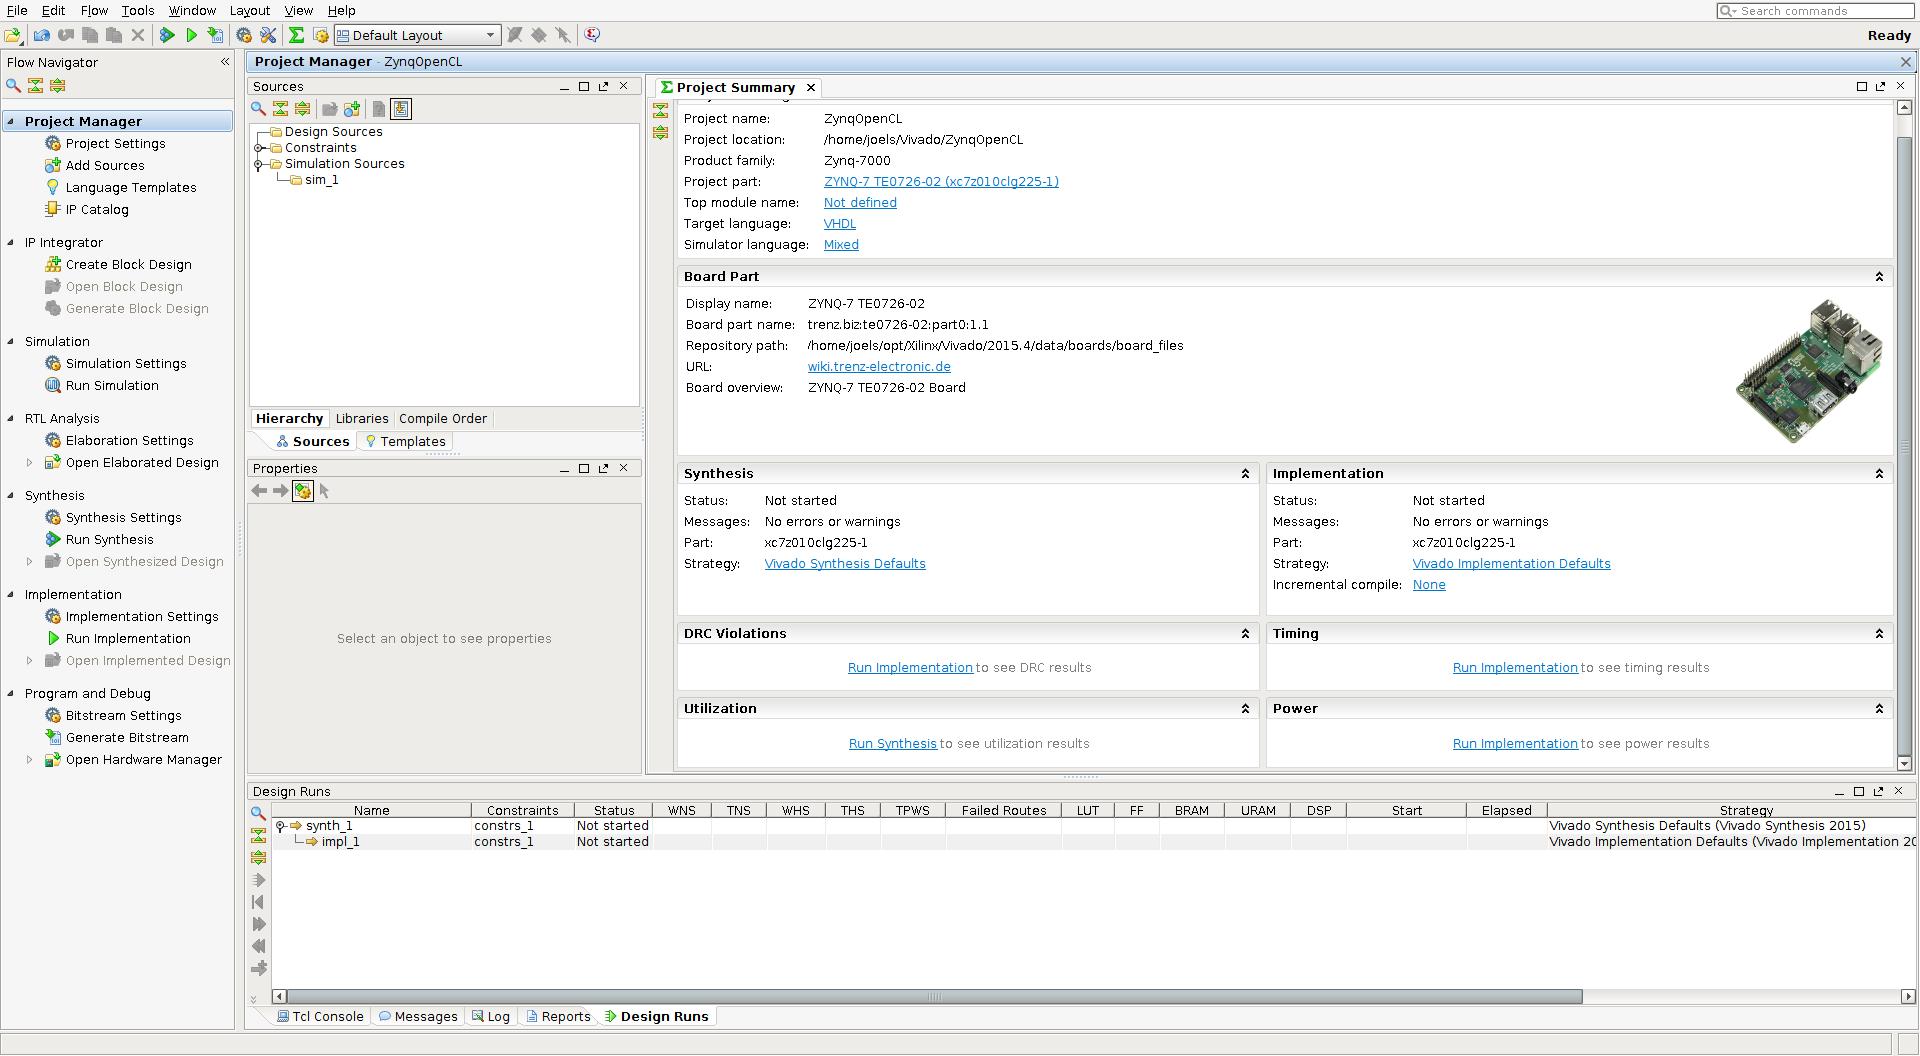 File Edit Flow Tools Window Layout View Help
Search commands
Default Layout
Ready
Flow Navigator
Project Manager
Project Settings
Add Sources
Language Templates
IP Catalog
IP Integrator
Create Block Design
Open Block Design
Generate Block Design
Simulation
Simulation Settings
Run Simulation
RTL Analysis
Elaboration Settings
Open Elaborated Design
Synthesis
Synthesis Settings
Run Synthesis
Open Synthesized Design
Implementation
Implementation Settings
Run Implementation
Open Implemented Design
Program and Debug
Bitstream Settings
Generate Bitstream
Open Hardware Manager
Project Manager - ZynqOpenCL
Sources
Design Sources
Constraints
Simulation Sources
sim_1
Hierarchy Libraries Compile Order
Sources Templates
Properties
Select an object to see properties
Project Summary
Project name: ZynqOpenCL
Project location: /home/joels/Vivado/ZynqOpenCL
Product family: Zynq-7000
Project part: ZYNQ-7 TE0726-02 (xc7z010clg225-1)
Top module name: Not defined
Target language: VHDL
Simulator language: Mixed
Board Part
Display name: ZYNQ-7 TE0726-02
Board part name: trenz.biz:te0726-02:part0:1.1
Repository path: /home/joels/opt/Xilinx/Vivado/2015.4/data/boards/board_files
URL: wiki.trenz-electronic.de
Board overview: ZYNQ-7 TE0726-02 Board
Synthesis
Status: Not started
Messages: No errors or warnings
Part: xc7z010clg225-1
Strategy: Vivado Synthesis Defaults
Implementation
Status: Not started
Messages: No errors or warnings
Part: xc7z010clg225-1
Strategy: Vivado Implementation Defaults
Incremental compile: None
DRC Violations
Run Implementation to see DRC results
Timing
Run Implementation to see timing results
Utilization
Run Synthesis to see utilization results
Power
Run Implementation to see power results
Design Runs
Name Constraints Status WNS TNS WHS THS TPWS Failed Routes LUT FF BRAM URAM DSP Start Elapsed Strategy
synth_1 constrs_1 Not started Vivado Synthesis Defaults (Vivado Synthesis 2015)
impl_1 constrs_1 Not started Vivado Implementation Defaults (Vivado Implementation 20
Tcl Console Messages Log Reports Design Runs